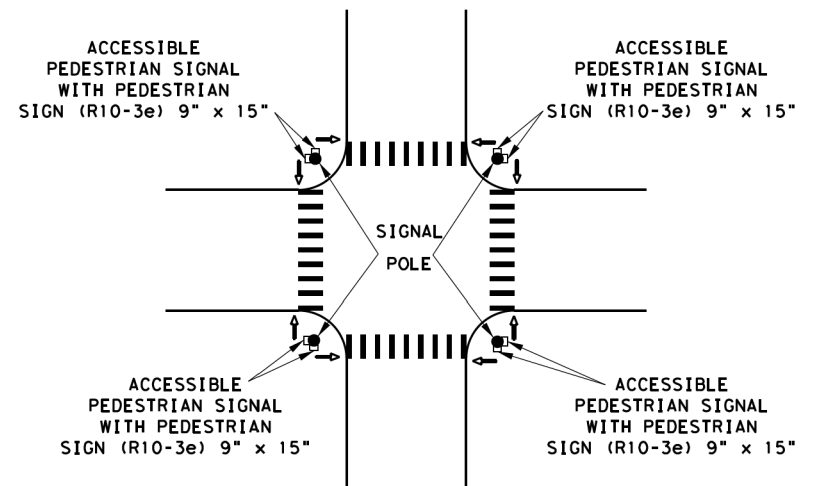 ACCESSIBLE
PEDESTRIAN SIGNAL
WITH PEDESTRIAN
SIGN (R10-3e) 9" x 15"
ACCESSIBLE
PEDESTRIAN SIGNAL
WITH PEDESTRIAN
SIGN (R10-3e) 9" x 15"
SIGNAL
POLE
ACCESSIBLE
PEDESTRIAN SIGNAL
WITH PEDESTRIAN
SIGN (R10-3e) 9" x 15"
ACCESSIBLE
PEDESTRIAN SIGNAL
WITH PEDESTRIAN
SIGN (R10-3e) 9" x 15"